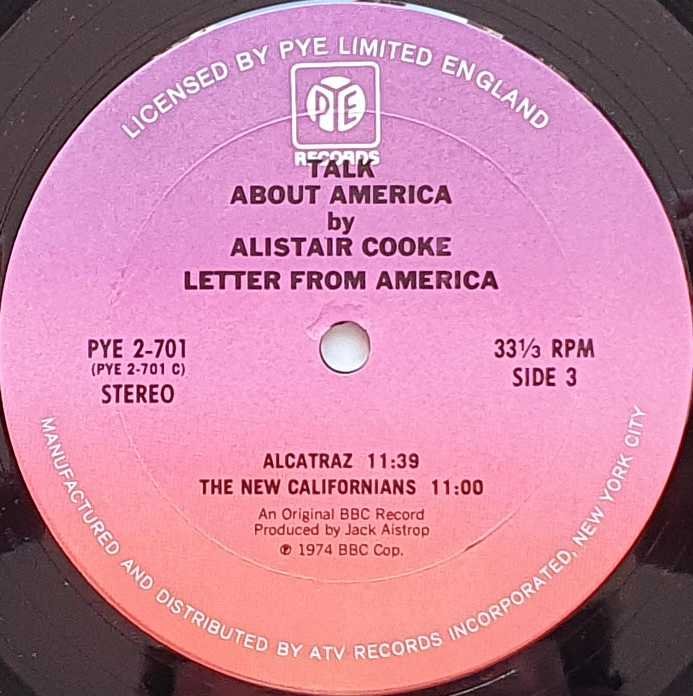 LICENSED BY PYE LIMITED ENGLAND
PYE
RECORDS
TALK
ABOUT AMERICA
by
ALISTAIR COOKE
LETTER FROM AMERICA
PYE 2-701
(PYE 2-701 C)
STEREO
33⅓ RPM
SIDE 3
ALCATRAZ 11:39
THE NEW CALIFORNIANS 11:00
An Original BBC Record
Produced by Jack Aistrop
℗ 1974 BBC Cop.
MANUFACTURED AND DISTRIBUTED BY ATV RECORDS INCORPORATED, NEW YORK CITY